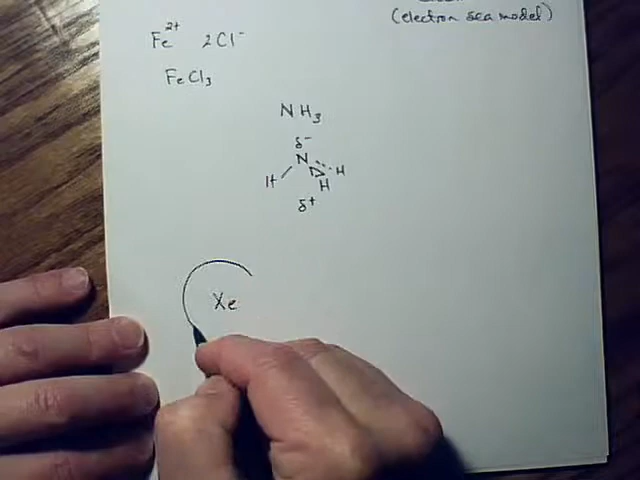 (electron sea model)
Fe²⁺ 2Cl⁻
FeCl₃
NH₃
δ⁻
N
H H
H
δ⁺
Xe